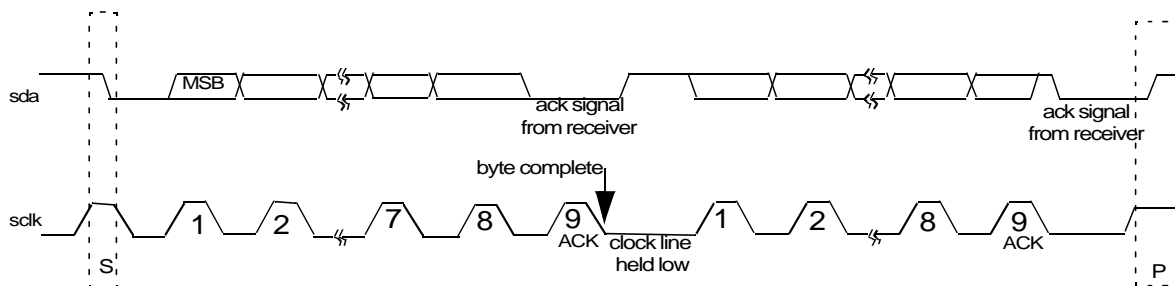 MSB
sda
ack signal
from receiver
ack signal
from receiver
byte complete
sclk
1
2
7
8
9
ACK
clock line
held low
1
2
8
9
ACK
S
P